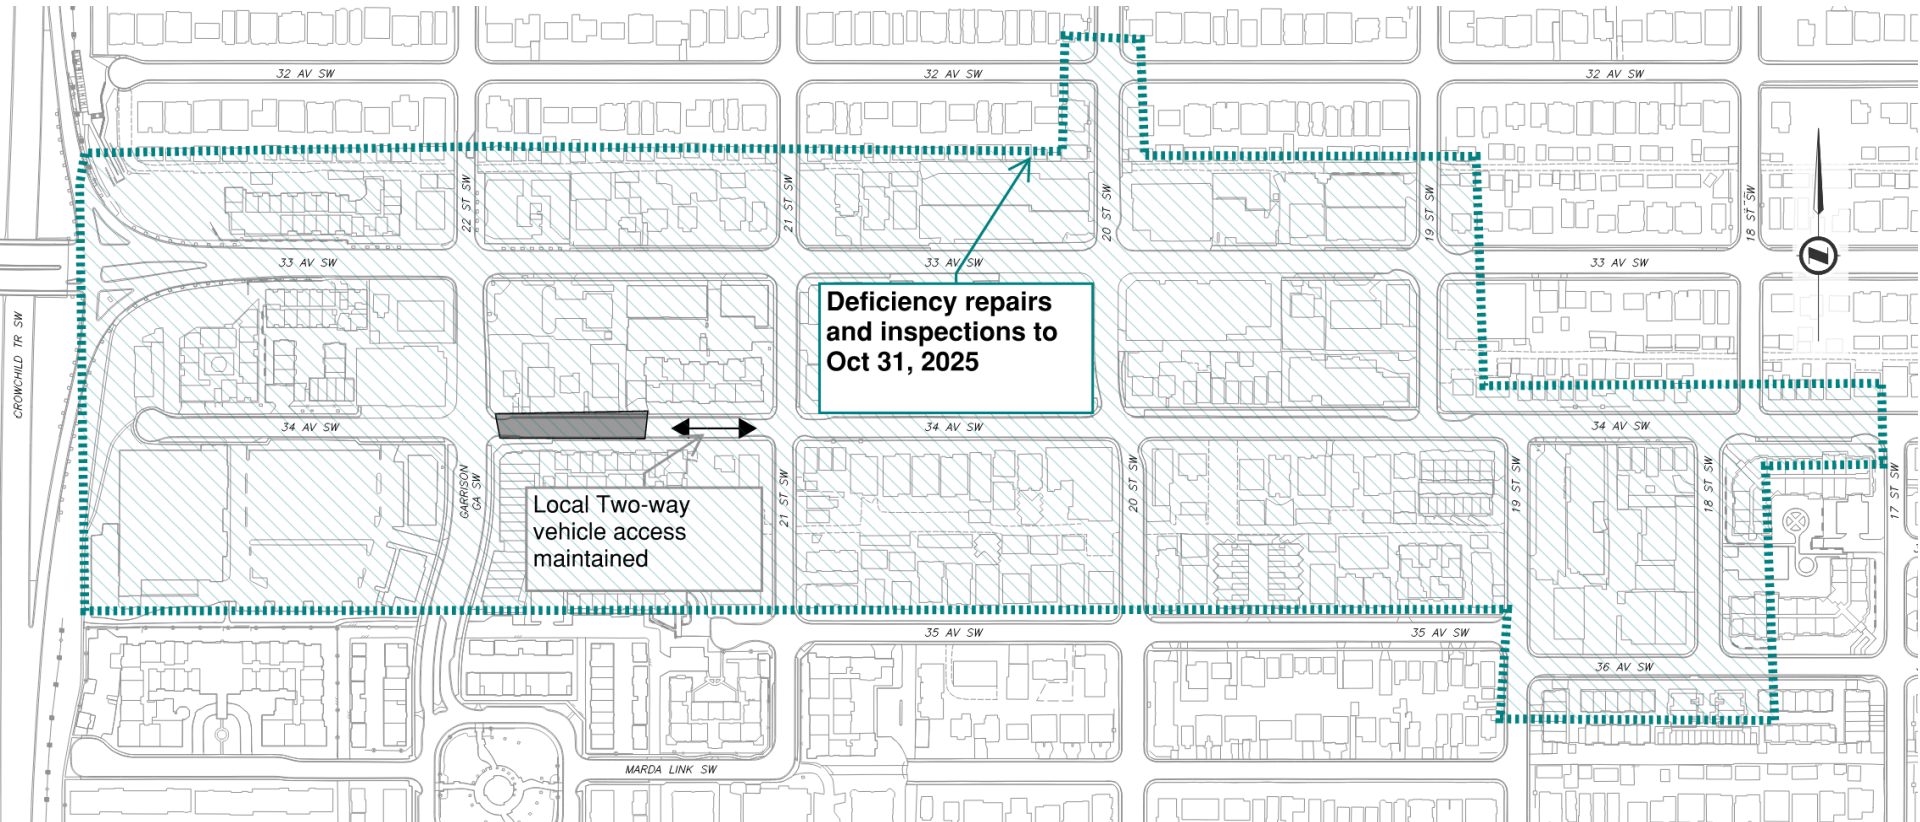 32 AV SW
32 AV SW
32 AV SW
22 ST SW
21 ST SW
20 ST SW
19 ST SW
18 ST SW
33 AV SW
33 AV SW
33 AV SW
Deficiency repairs
and inspections to
Oct 31, 2025
CROWCHILD TR SW
34 AV SW
34 AV SW
34 AV SW
GARRISON
GA SW
Local Two-way
vehicle access
maintained
21 ST SW
20 ST SW
19 ST SW
18 ST SW
17 ST SW
35 AV SW
35 AV SW
36 AV SW
MARDA LINK SW